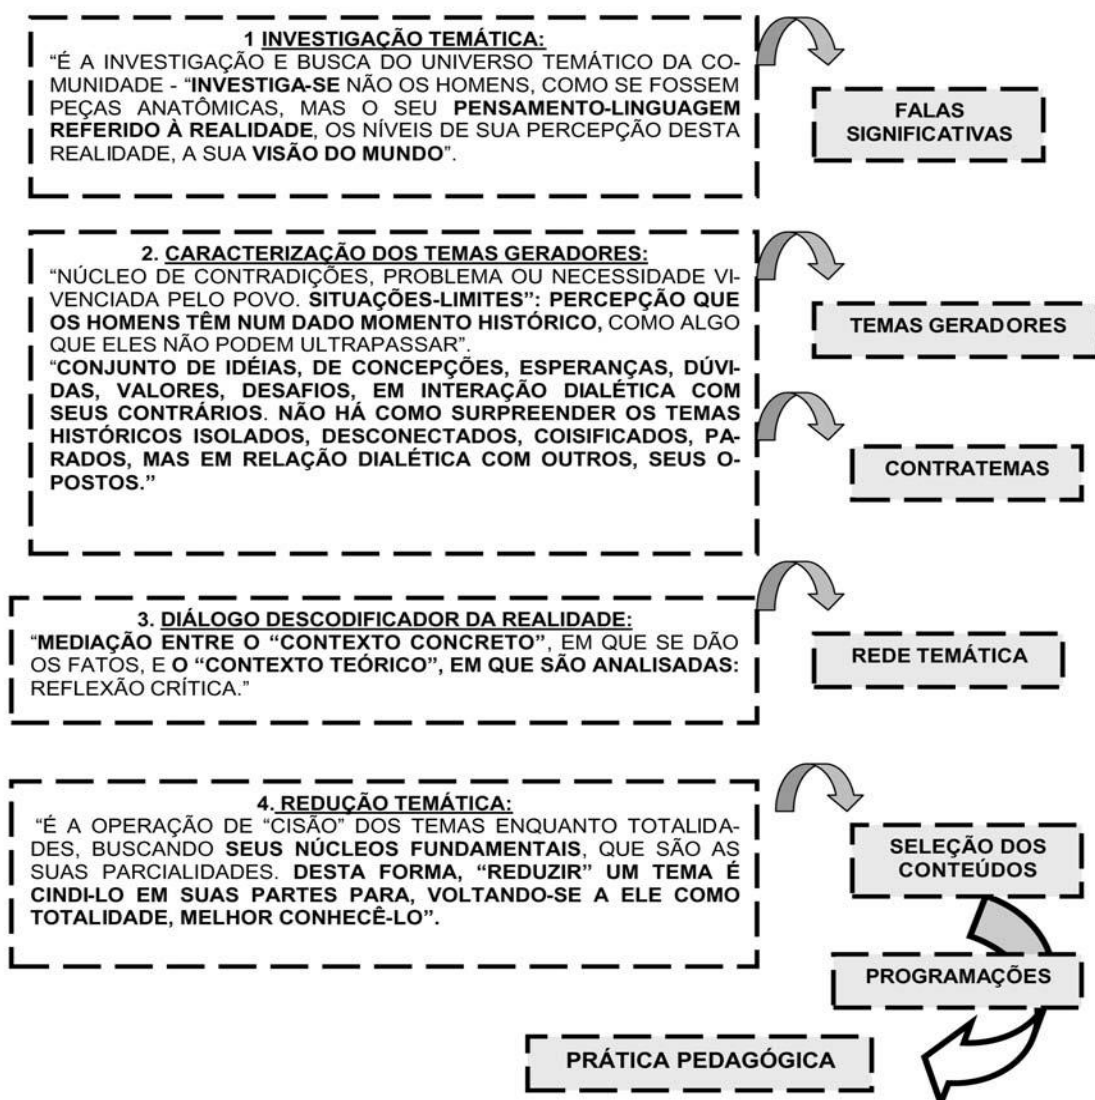 1 INVESTIGAÇÃO TEMÁTICA:
“É A INVESTIGAÇÃO E BUSCA DO UNIVERSO TEMÁTICO DA CO-
MUNIDADE - “INVESTIGA-SE NÃO OS HOMENS, COMO SE FOSSEM
PEÇAS ANATÔMICAS, MAS O SEU PENSAMENTO-LINGUAGEM
REFERIDO À REALIDADE, OS NÍVEIS DE SUA PERCEPÇÃO DESTA
REALIDADE, A SUA VISÃO DO MUNDO”.
FALAS
SIGNIFICATIVAS
2. CARACTERIZAÇÃO DOS TEMAS GERADORES:
“NÚCLEO DE CONTRADIÇÕES, PROBLEMA OU NECESSIDADE VI-
VENCIADA PELO POVO. SITUAÇÕES-LIMITES”: PERCEPÇÃO QUE
OS HOMENS TÊM NUM DADO MOMENTO HISTÓRICO, COMO ALGO
QUE ELES NÃO PODEM ULTRAPASSAR”.
“CONJUNTO DE IDÉIAS, DE CONCEPÇÕES, ESPERANÇAS, DÚVI-
DAS, VALORES, DESAFIOS, EM INTERAÇÃO DIALÉTICA COM
SEUS CONTRÁRIOS. NÃO HÁ COMO SURPREENDER OS TEMAS
HISTÓRICOS ISOLADOS, DESCONECTADOS, COISIFICADOS, PA-
RADOS, MAS EM RELAÇÃO DIALÉTICA COM OUTROS, SEUS O-
POSTOS.”
TEMAS GERADORES
CONTRATEMAS
3. DIÁLOGO DESCODIFICADOR DA REALIDADE:
“MEDIAÇÃO ENTRE O “CONTEXTO CONCRETO”, EM QUE SE DÃO
OS FATOS, E O “CONTEXTO TEÓRICO”, EM QUE SÃO ANALISADAS:
REFLEXÃO CRÍTICA.”
REDE TEMÁTICA
4. REDUÇÃO TEMÁTICA:
“É A OPERAÇÃO DE “CISÃO” DOS TEMAS ENQUANTO TOTALIDA-
DES, BUSCANDO SEUS NÚCLEOS FUNDAMENTAIS, QUE SÃO AS
SUAS PARCIALIDADES. DESTA FORMA, “REDUZIR” UM TEMA É
CINDI-LO EM SUAS PARTES PARA, VOLTANDO-SE A ELE COMO
TOTALIDADE, MELHOR CONHECÊ-LO”.
SELEÇÃO DOS
CONTEÚDOS
PROGRAMAÇÕES
PRÁTICA PEDAGÓGICA